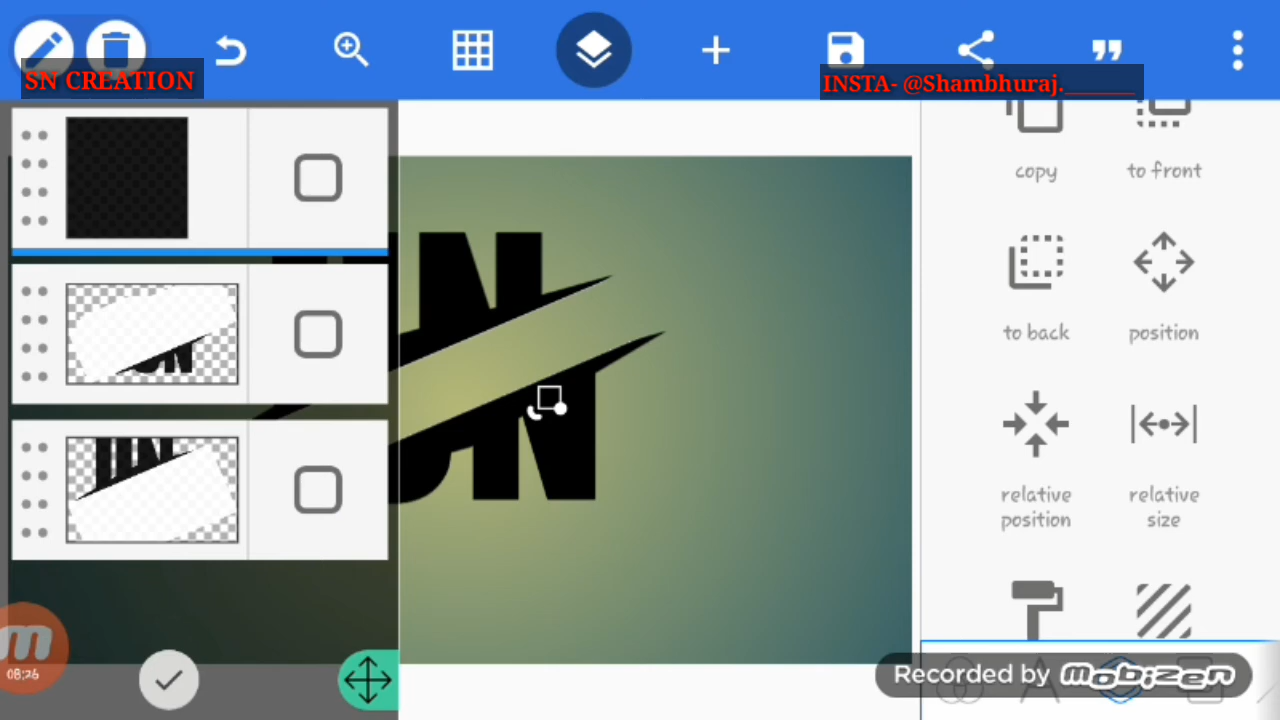 SN CREATION
INSTA- @Shambhuraj.______
copy
to front
to back
position
relative
position
relative
size
08:26
Recorded by mobizen